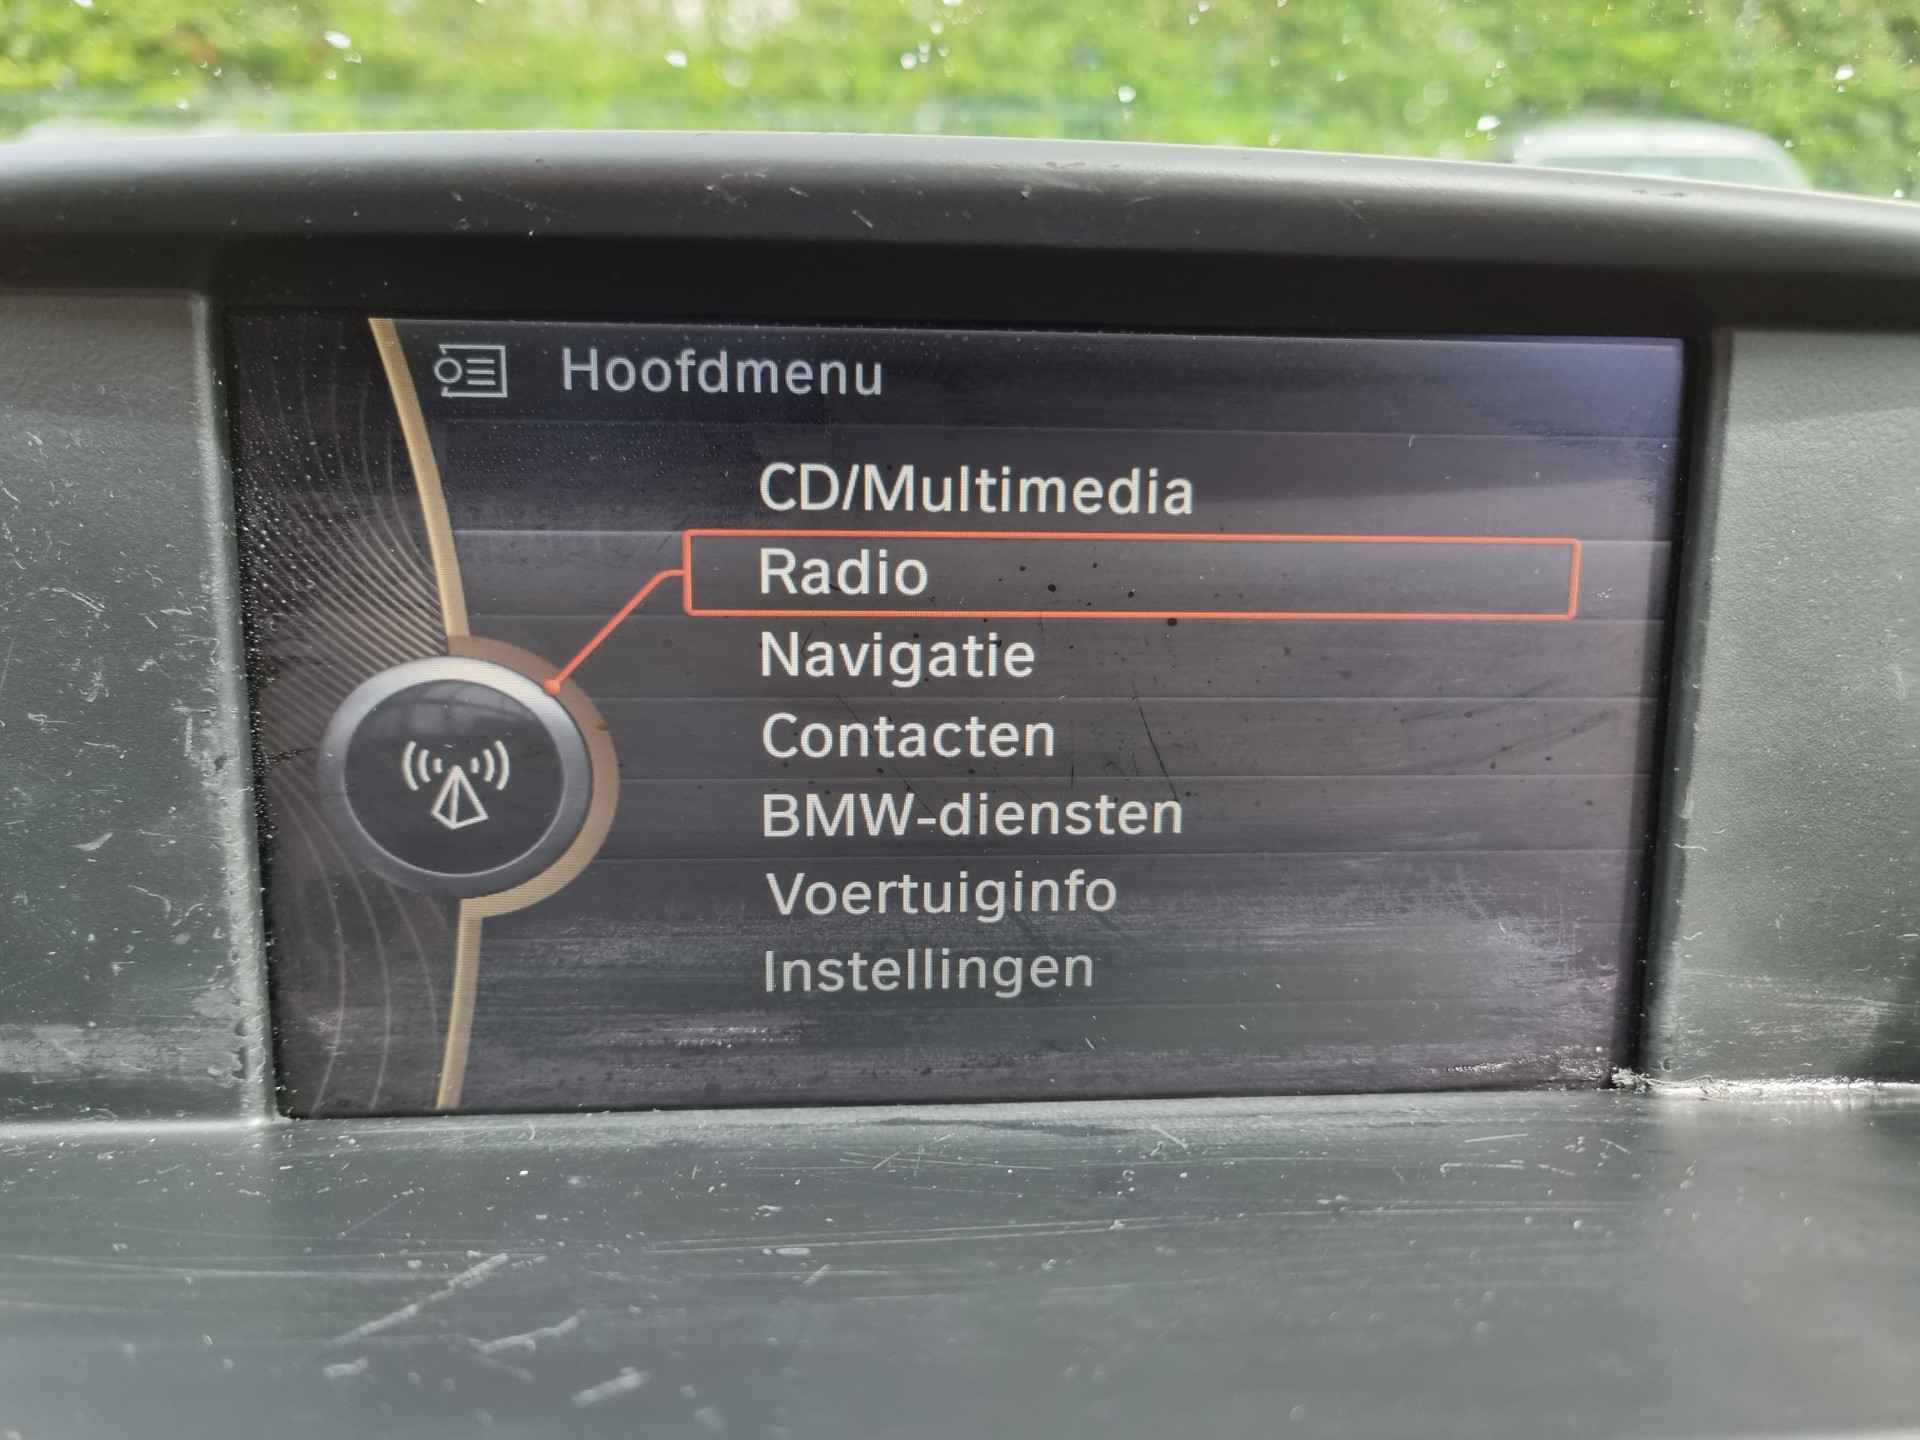 Hoofdmenu
CD/Multimedia
Radio
Navigatie
Contacten
BMW-diensten
Voertuiginfo
Instellingen